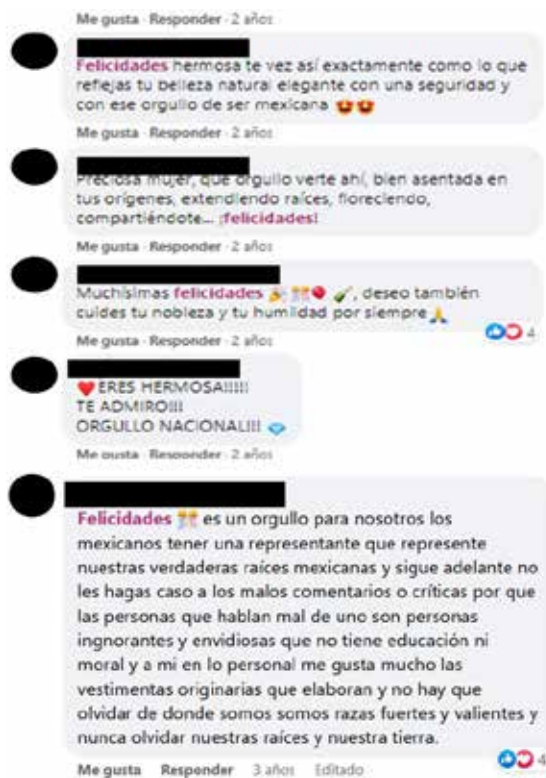 Me gusta · Responder · 2 años
Felicidades hermosa te vez así exactamente como lo que
reflejas tu belleza natural elegante con una seguridad y
con ese orgullo de ser mexicana 😍😍
Me gusta · Responder · 2 años
Preciosa mujer, que orgullo verte ahí, bien asentada en
tus orígenes, extendiendo raíces, floreciendo,
compartiéndote... ¡felicidades!
Me gusta · Responder · 2 años
Muchísimas felicidades 🎉🎊🎈🍾, deseo también
cuides tu nobleza y tu humildad por siempre🙏
4
Me gusta · Responder · 2 años
❤️ERES HERMOSA!!!!!
TE ADMIRO!!!
ORGULLO NACIONAL!!! 💎
Me gusta · Responder · 2 años
Felicidades 🎊 es un orgullo para nosotros los
mexicanos tener una representante que represente
nuestras verdaderas raíces mexicanas y sigue adelante no
les hagas caso a los malos comentarios o críticas por que
las personas que hablan mal de uno son personas
ingnorantes y envidiosas que no tiene educación ni
moral y a mi en lo personal me gusta mucho las
vestimentas originarias que elaboran y no hay que
olvidar de donde somos somos razas fuertes y valientes y
nunca olvidar nuestras raíces y nuestra tierra.
4
Me gusta Responder 3 años Editado